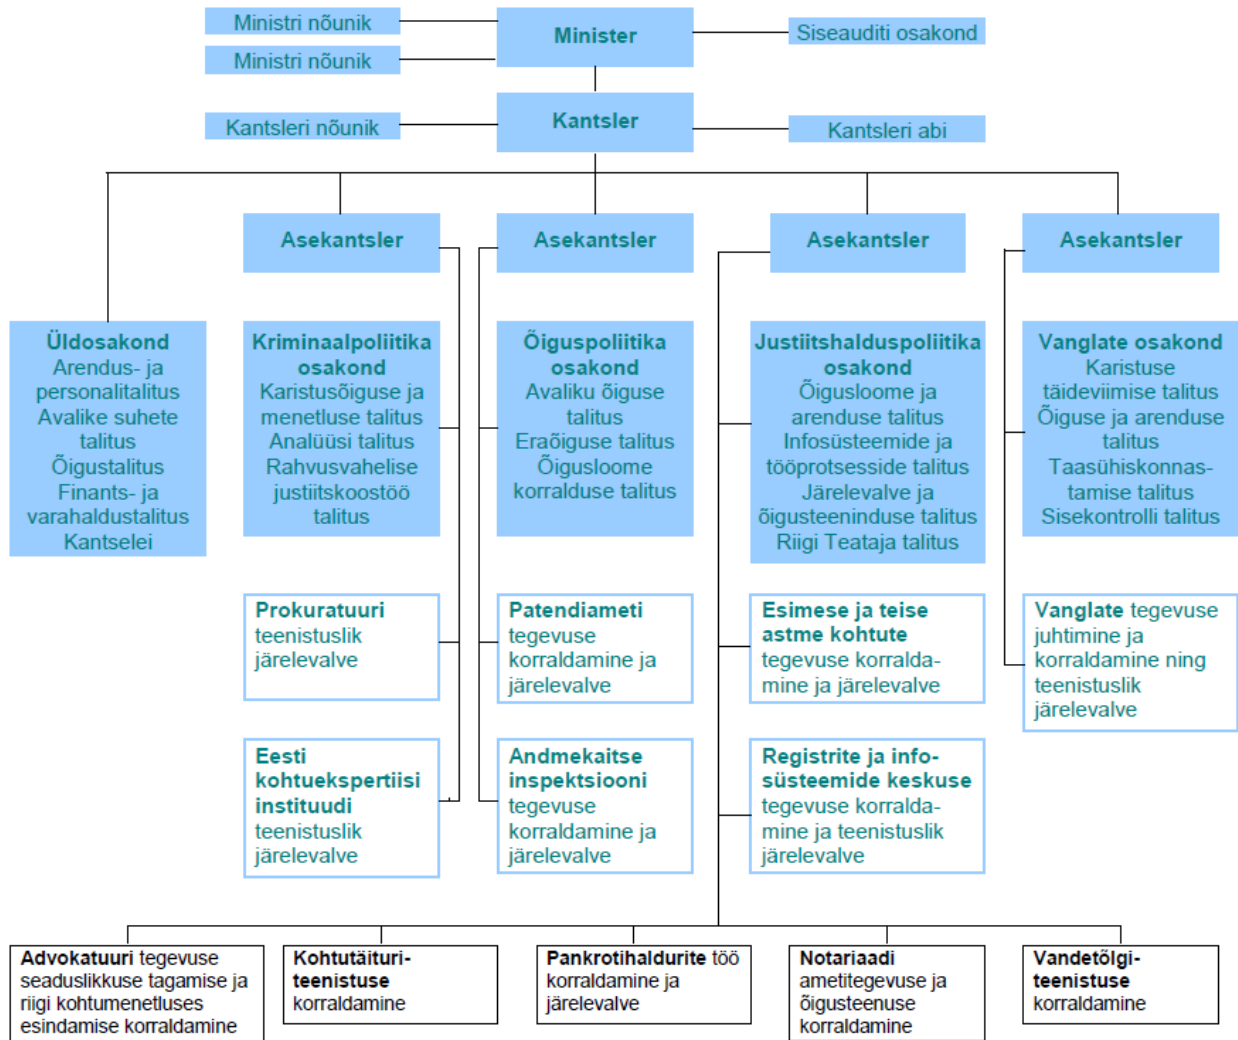 Ministri nõunik
Minister
Siseauditi osakond
Ministri nõunik
Kantsleri nõunik
Kantsler
Kantsleri abi
Asekantsler
Asekantsler
Asekantsler
Asekantsler
Üldosakond
Arendus- ja
personalitalitus
Avalike suhete
talitus
Õigustalitus
Finants- ja
varahaldustalitus
Kantselei
Kriminaalpoliitika
osakond
Karistusõiguse ja
menetluse talitus
Analüüsi talitus
Rahvusvahelise
justiitskoostöö
talitus
Õiguspoliitika
osakond
Avaliku õiguse
talitus
Eraõiguse talitus
Õigusloome
korralduse talitus
Justiitshalduspoliitika
osakond
Õigusloome ja
arenduse talitus
Infosüsteemide ja
tööprotsesside talitus
Järelevalve ja
õigusteeninduse talitus
Riigi Teataja talitus
Vanglate osakond
Karistuse
täideviimise talitus
Õiguse ja arenduse
talitus
Taasühiskonnas-
tamise talitus
Sisekontrolli talitus
Prokuratuuri
teenistuslik
järelevalve
Patendiameti
tegevuse
korraldamine ja
järelevalve
Esimese ja teise
astme kohtute
tegevuse korralda-
mine ja järelevalve
Vanglate tegevuse
juhtimine ja
korraldamine ning
teenistuslik
järelevalve
Eesti
kohtuekspertiisi
instituudi
teenistuslik
järelevalve
Andmekaitse
inspektsiooni
tegevuse
korraldamine ja
järelevalve
Registrite ja info-
süsteemide keskuse
tegevuse korralda-
mine ja teenistuslik
järelevalve
Advokatuuri tegevuse
seaduslikkuse tagamise ja
riigi kohtumenetluses
esindamise korraldamine
Kohtutäituri-
teenistuse
korraldamine
Pankrotihaldurite töö
korraldamine ja
järelevalve
Notariaadi
ametitegevuse ja
õigusteenuse
korraldamine
Vandetõlgi-
teenistuse
korraldamine